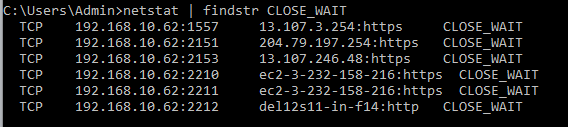 C:\Users\Admin>netstat | findstr CLOSE_WAIT
TCP 192.168.10.62:1557 13.107.3.254:https CLOSE_WAIT
TCP 192.168.10.62:2151 204.79.197.254:https CLOSE_WAIT
TCP 192.168.10.62:2153 13.107.246.48:https CLOSE_WAIT
TCP 192.168.10.62:2210 ec2-3-232-158-216:https CLOSE_WAIT
TCP 192.168.10.62:2211 ec2-3-232-158-216:https CLOSE_WAIT
TCP 192.168.10.62:2212 del12s11-in-f14:http CLOSE_WAIT